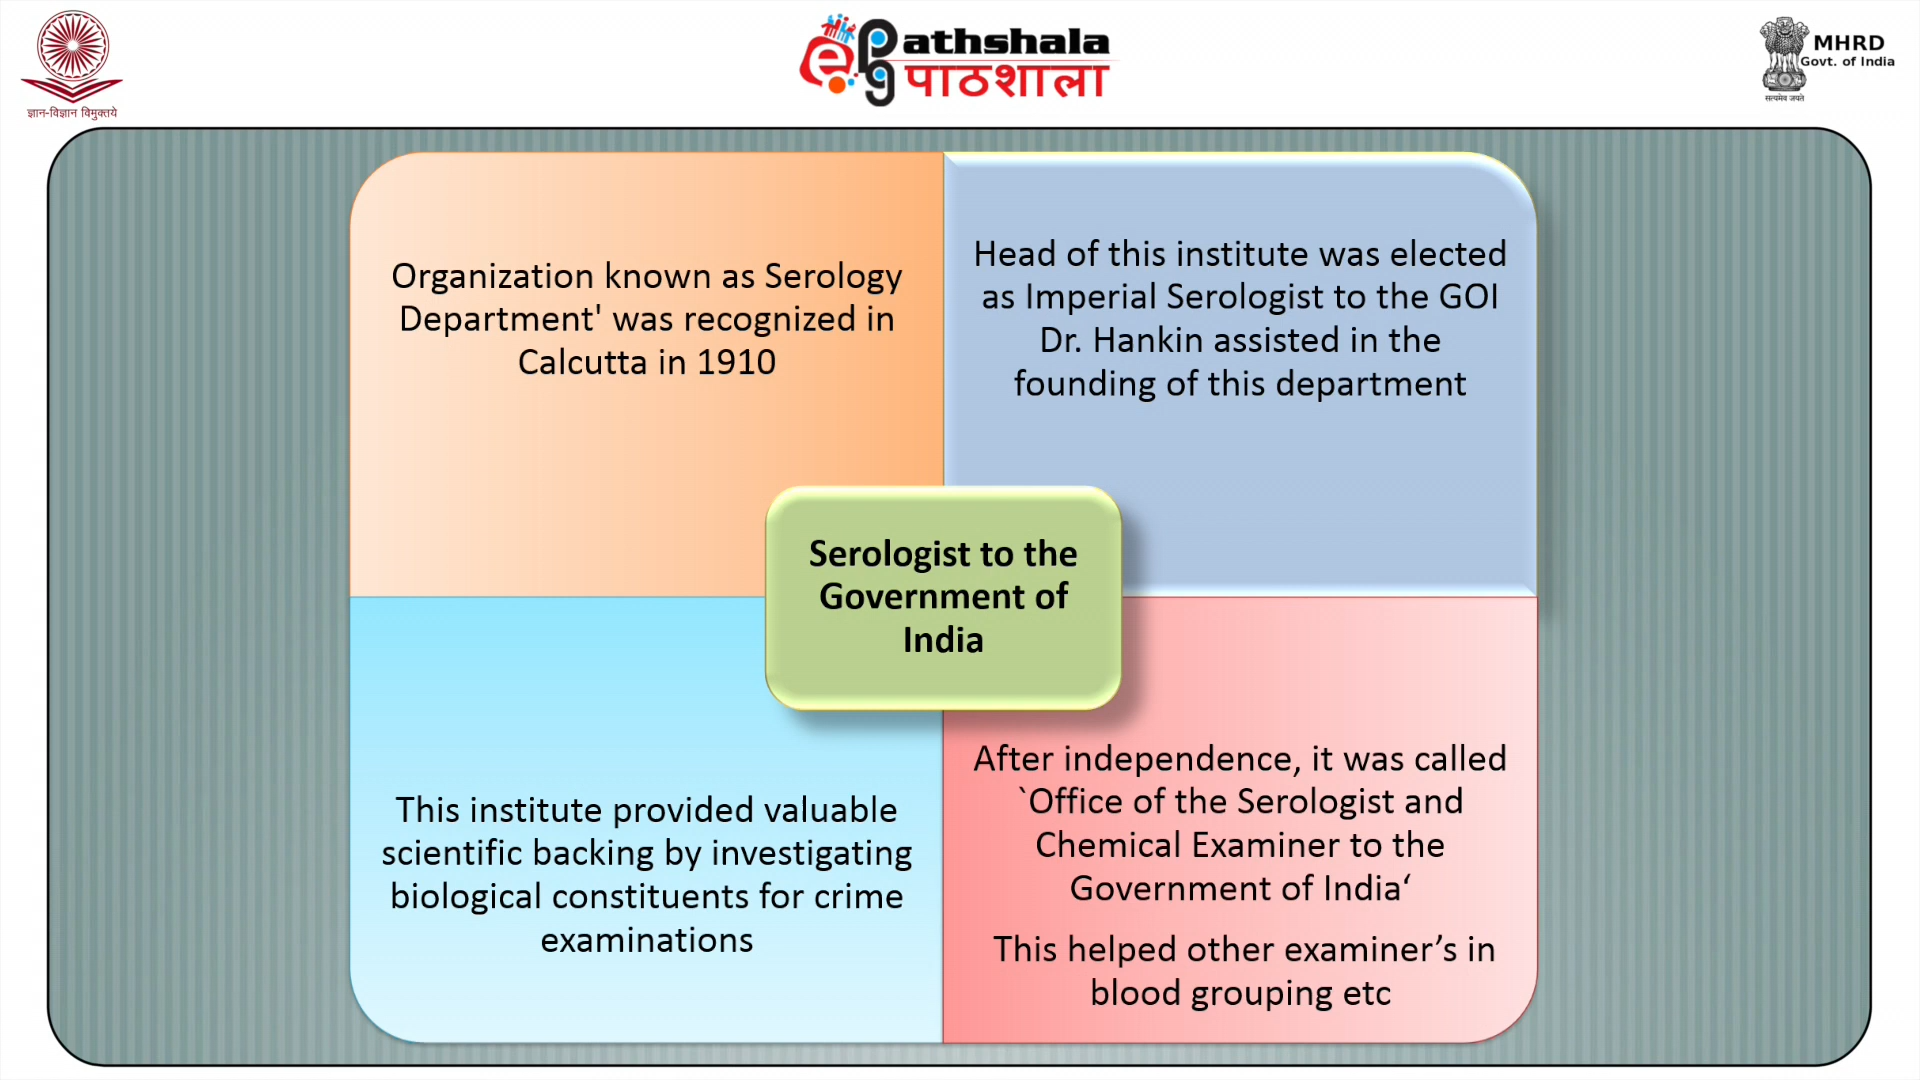 ज्ञान-विज्ञान विमुक्तये
ePg athshala
पाठशाला
MHRD
Govt. of India
सत्यमेव जयते
Organization known as Serology
Department' was recognized in
Calcutta in 1910
Head of this institute was elected
as Imperial Serologist to the GOI
Dr. Hankin assisted in the
founding of this department
Serologist to the
Government of
India
This institute provided valuable
scientific backing by investigating
biological constituents for crime
examinations
After independence, it was called
`Office of the Serologist and
Chemical Examiner to the
Government of India‘
This helped other examiner’s in
blood grouping etc